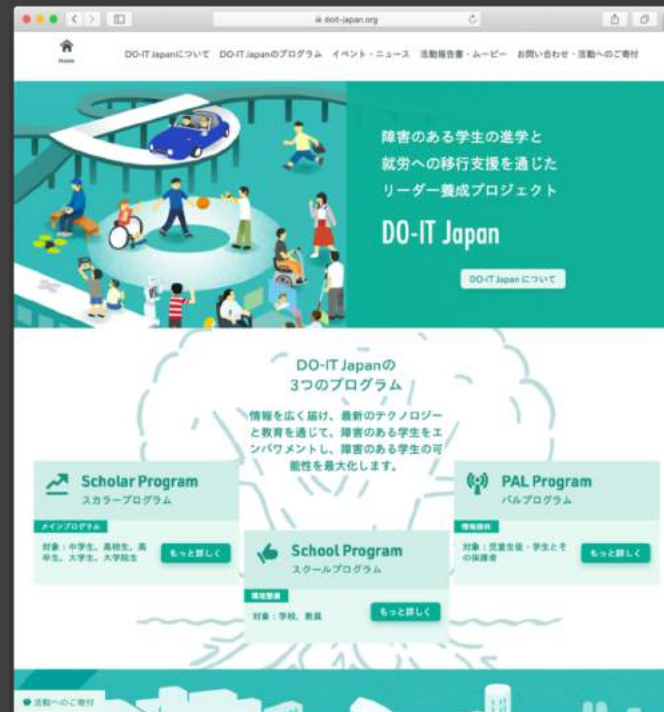 doit-japan.org
Home
DO-IT Japanについて DO-IT Japanのプログラム イベント・ニュース 活動報告書・ムービー お問い合わせ・活動へのご寄付
障害のある学生の進学と
就労への移行支援を通じた
リーダー養成プロジェクト
DO-IT Japan
DO-IT Japan について
DO-IT Japanの
3つのプログラム
情報を広く届け、最新のテクノロジー
と教育を通じて、障害のある学生をエ
ンパワメントし、障害のある学生の可
能性を最大化します。
Scholar Program
スカラープログラム
メインプログラム
対象：中学生、高校生、高
卒生、大学生、大学院生
もっと詳しく
School Program
スクールプログラム
環境整備
対象：学校、教員
もっと詳しく
PAL Program
パルプログラム
情報提供
対象：児童生徒・学生とそ
の保護者
もっと詳しく
活動へのご寄付